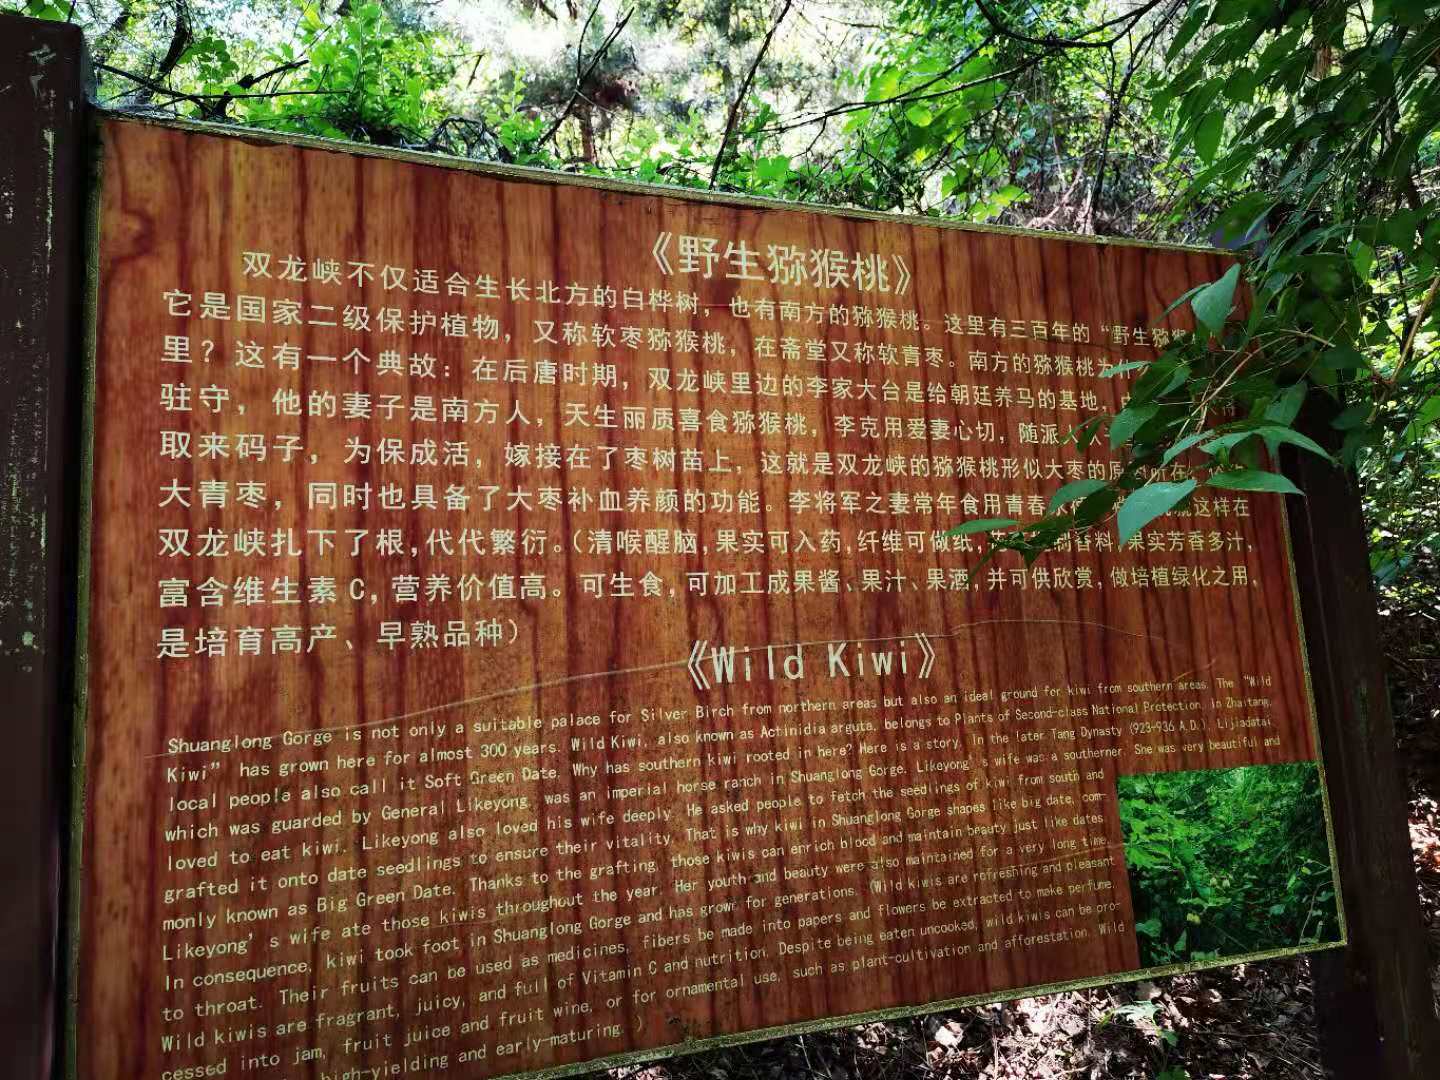 《野生猕猴桃》
双龙峡不仅适合生长北方的白桦树，也有南方的猕猴桃。这里有三百年的“野生猕猴
它是国家二级保护植物，又称软枣猕猴桃，在斋堂又称软青枣。南方的猕猴桃为什
里？这有一个典故：在后唐时期，双龙峡里边的李家大台是给朝廷养马的基地，
驻守，他的妻子是南方人，天生丽质喜食猕猴桃，李克用爱妻心切，随派人
取来码子，为保成活，嫁接在了枣树苗上，这就是双龙峡的猕猴桃形似大枣的原因所在，
大青枣，同时也具备了大枣补血养颜的功能。李将军之妻常年食用青春 就这样在
双龙峡扎下了根，代代繁衍。（清喉醒脑，果实可入药，纤维可做纸， 制香料，果实芳香多汁，
富含维生素C，营养价值高。可生食，可加工成果酱、果汁、果酒，并可供欣赏，做培植绿化之用，
是培育高产、早熟品种）
《Wild Kiwi》
Shuanglong Gorge is not only a suitable palace for Silver Birch from northern areas but also an ideal ground for kiwi from southern areas. The “Wild
Kiwi” has grown here for almost 300 years. Wild Kiwi, also known as Actinidia arguta, belongs to Plants of Second-class National Protection. In Zhaitang,
local people also call it Soft Green Date. Why has southern kiwi rooted in here? Here is a story. In the later Tang Dynasty (923-936 A.D.), Lijiadatai,
which was guarded by General Likeyong, was an imperial horse ranch in Shuanglong Gorge. Likeyong's wife was a southerner. She was very beautiful and
loved to eat kiwi. Likeyong also loved his wife deeply. He asked people to fetch the seedlings of kiwi from south and
grafted it onto date seedlings to ensure their vitality. That is why kiwi in Shuanglong Gorge shapes like big date, com-
monly known as Big Green Date. Thanks to the grafting, those kiwis can enrich blood and maintain beauty just like dates.
Likeyong's wife ate those kiwis throughout the year. Her youth and beauty were also maintained for a very long time.
In consequence, kiwi took foot in Shuanglong Gorge and has grown for generations. (Wild kiwis are refreshing and pleasant
to throat. Their fruits can be used as medicines, fibers be made into papers and flowers be extracted to make perfume.
Wild kiwis are fragrant, juicy, and full of Vitamin C and nutrition. Despite being eaten uncooked, wild kiwis can be pro-
cessed into jam, fruit juice and fruit wine, or for ornamental use, such as plant-cultivation and afforestation. Wild
high-yielding and early-maturing.)